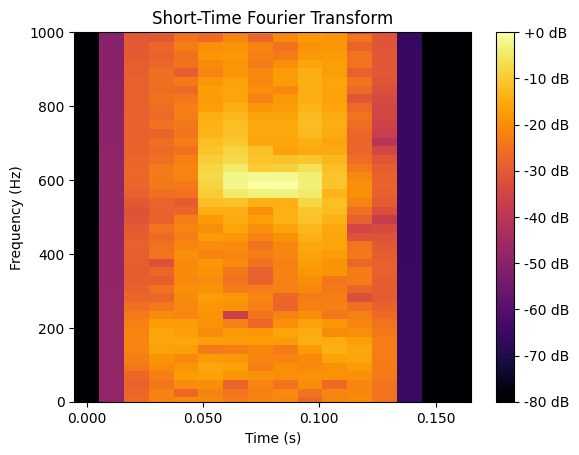 Short-Time Fourier Transform
1000
800
600
400
200
0
Frequency (Hz)
0.000
0.050
0.100
0.150
Time (s)
+0 dB
-10 dB
-20 dB
-30 dB
-40 dB
-50 dB
-60 dB
-70 dB
-80 dB